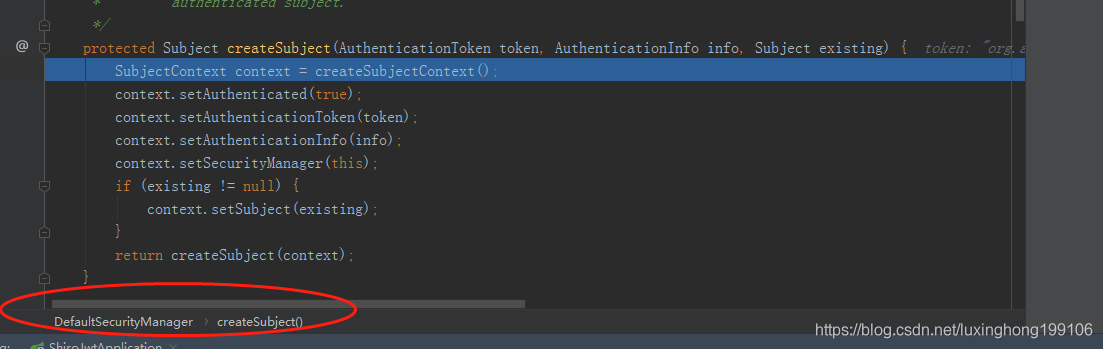 *         authenticated subject.
*/
@ protected Subject createSubject(AuthenticationToken token, AuthenticationInfo info, Subject existing) { token: "org.a
SubjectContext context = createSubjectContext();
context.setAuthenticated(true);
context.setAuthenticationToken(token);
context.setAuthenticationInfo(info);
context.setSecurityManager(this);
if (existing != null) {
context.setSubject(existing);
}
return createSubject(context);
}
DefaultSecurityManager › createSubject()
https://blog.csdn.net/luxinghong199106
ShiroJwtApplication ×